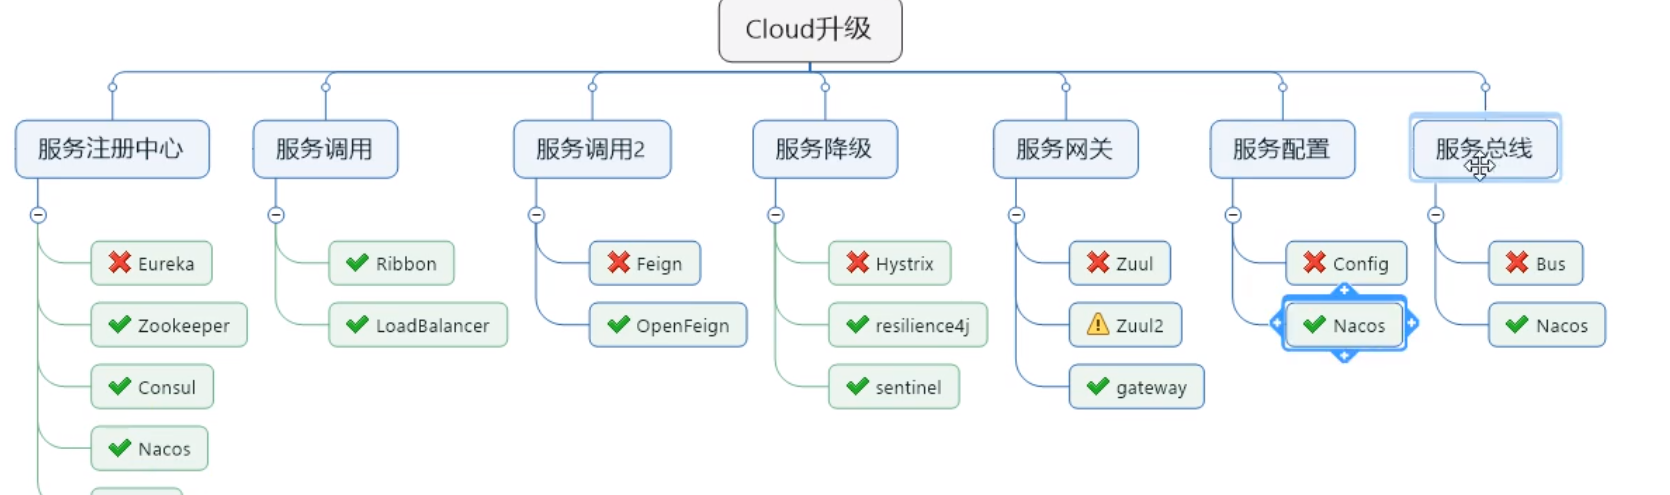 Cloud升级
服务注册中心
Eureka
Zookeeper
Consul
Nacos
服务调用
Ribbon
LoadBalancer
服务调用2
Feign
OpenFeign
服务降级
Hystrix
resilience4j
sentinel
服务网关
Zuul
Zuul2
gateway
服务配置
Config
Nacos
服务总线
Bus
Nacos